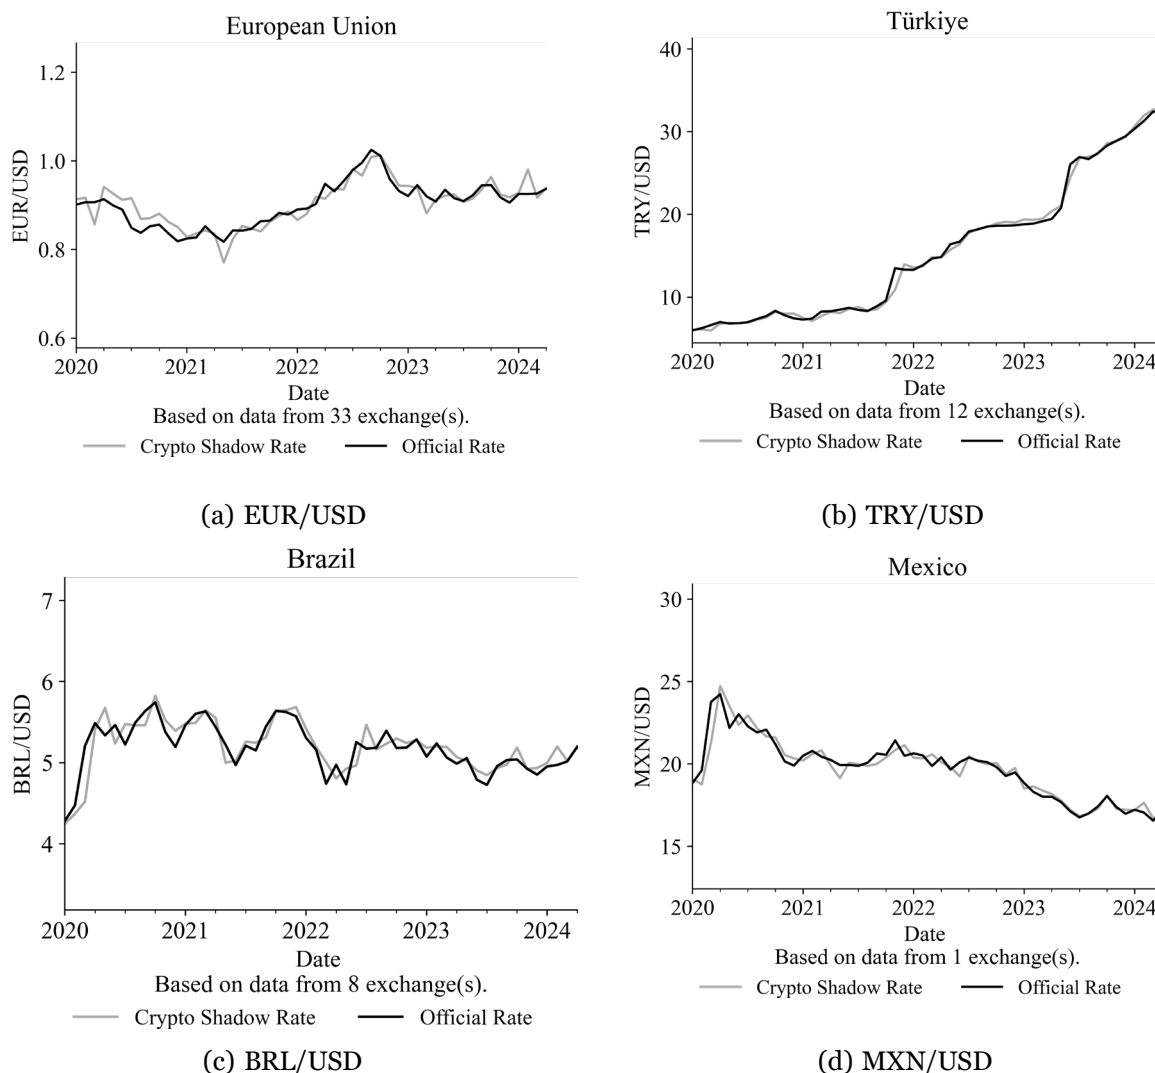 European Union
EUR/USD
1.2
1.0
0.8
0.6
2020 2021 2022 2023 2024
Date
Based on data from 33 exchange(s).
Crypto Shadow Rate Official Rate
(a) EUR/USD
Türkiye
TRY/USD
40
30
20
10
2020 2021 2022 2023 2024
Date
Based on data from 12 exchange(s).
Crypto Shadow Rate Official Rate
(b) TRY/USD
Brazil
BRL/USD
7
6
5
4
2020 2021 2022 2023 2024
Date
Based on data from 8 exchange(s).
Crypto Shadow Rate Official Rate
(c) BRL/USD
Mexico
MXN/USD
30
25
20
15
2020 2021 2022 2023 2024
Date
Based on data from 1 exchange(s).
Crypto Shadow Rate Official Rate
(d) MXN/USD